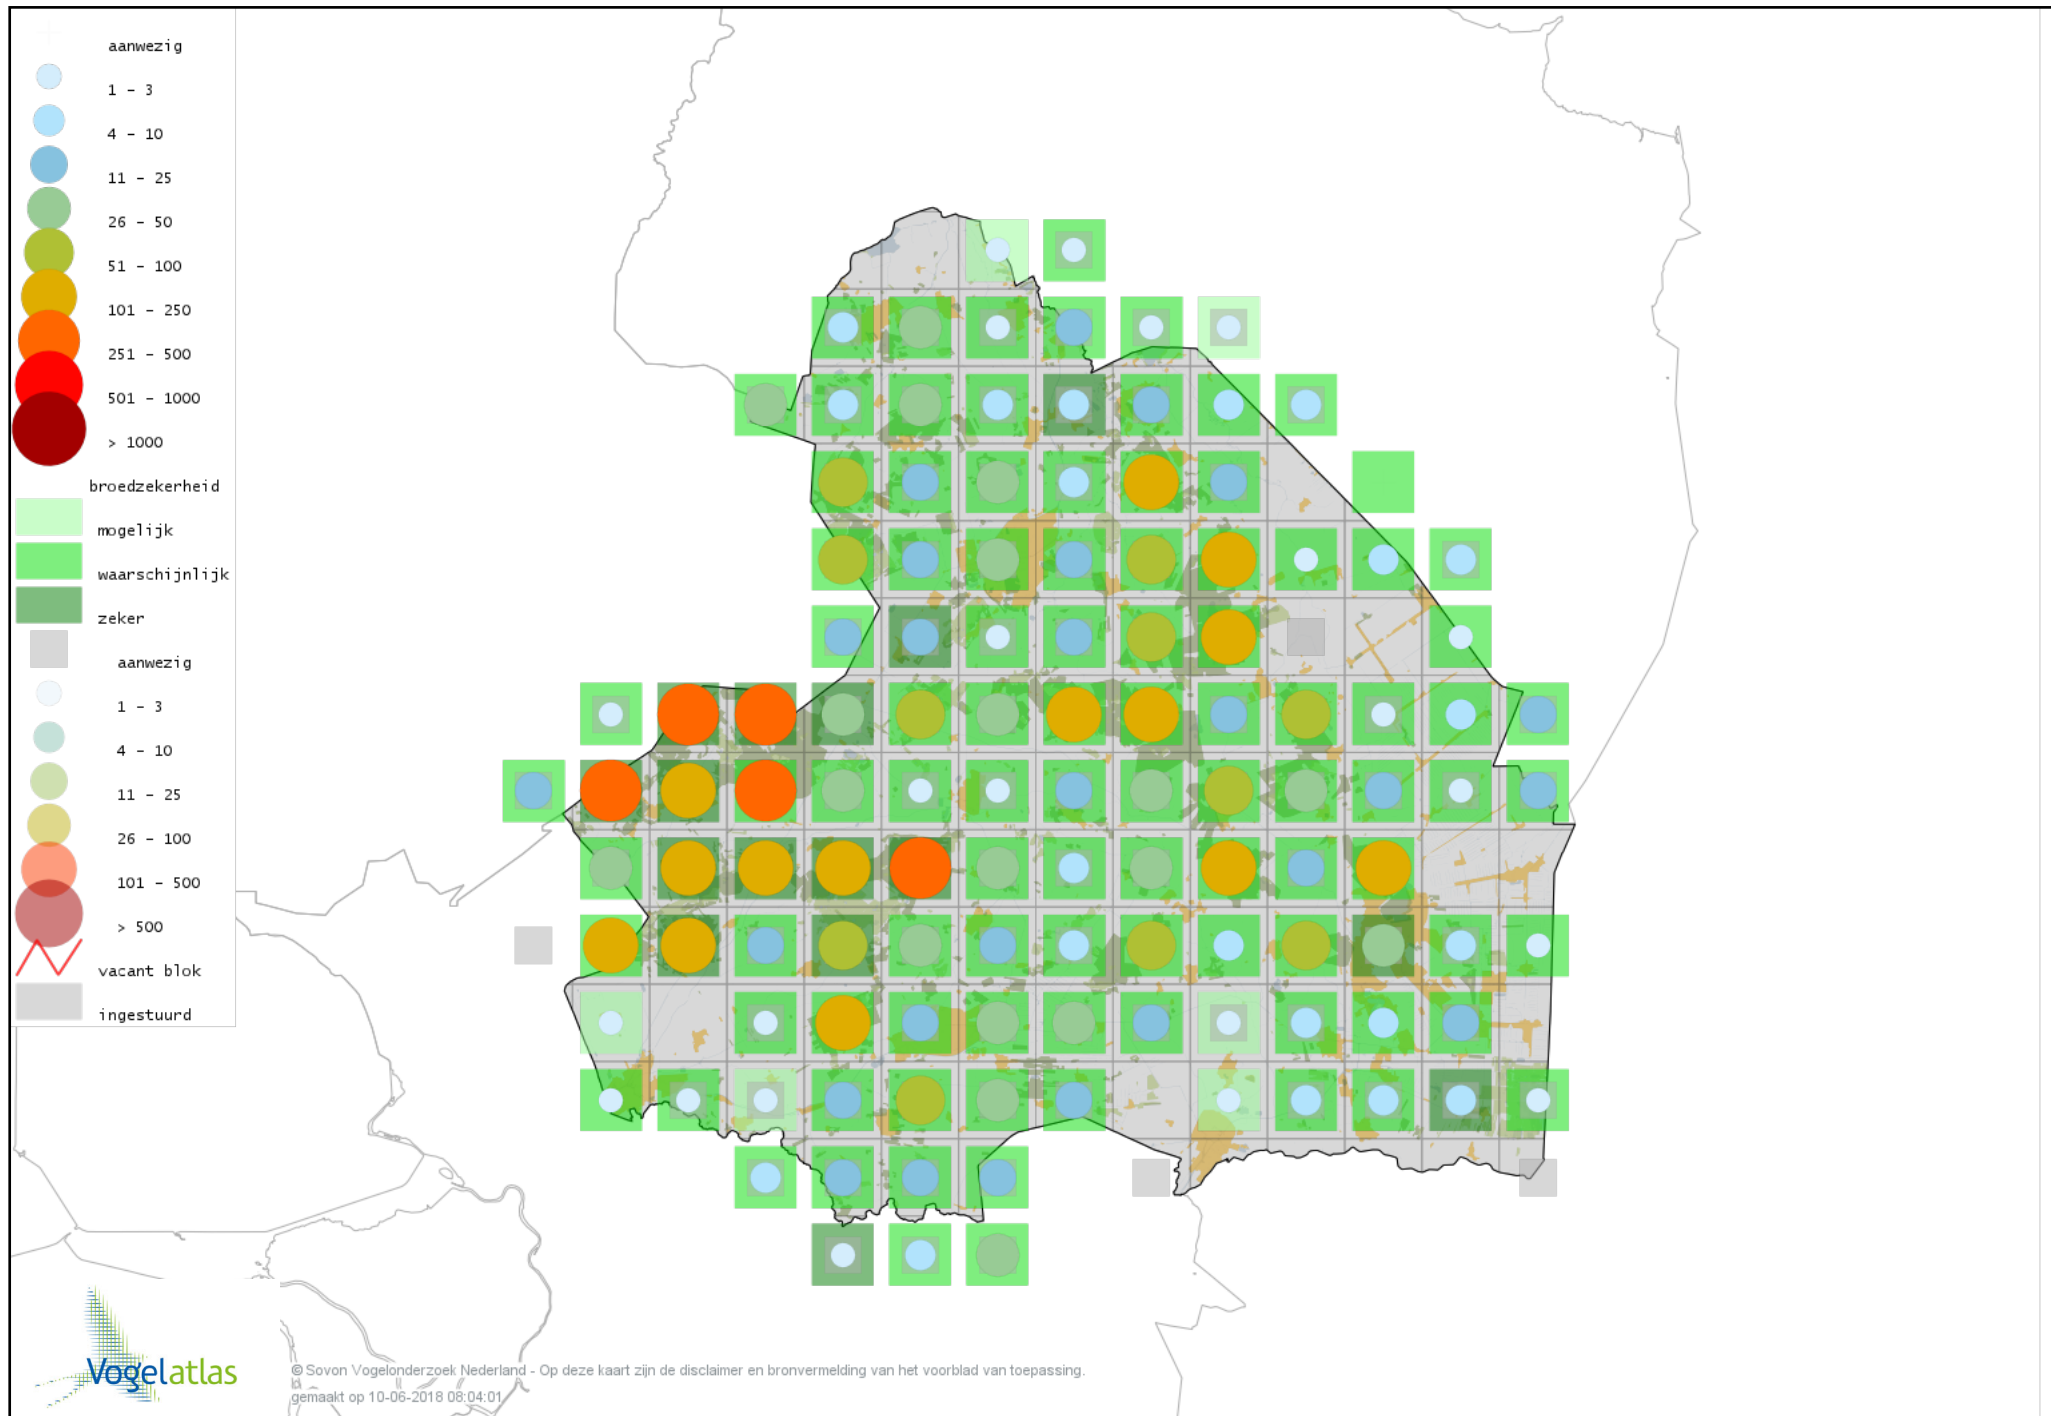 aanwezig
1 - 3
4 - 10
11 - 25
26 - 50
51 - 100
101 - 250
251 - 500
501 - 1000
> 1000
broedzekerheid
mogelijk
waarschijnlijk
zeker
aanwezig
1 - 3
4 - 10
11 - 25
26 - 100
101 - 500
> 500
vacant blok
ingestuurd
Vogelatlas
© Sovon Vogelonderzoek Nederland - Op deze kaart zijn de disclaimer en bronvermelding van het voorblad van toepassing.
gemaakt op 10-06-2018 08:04:01